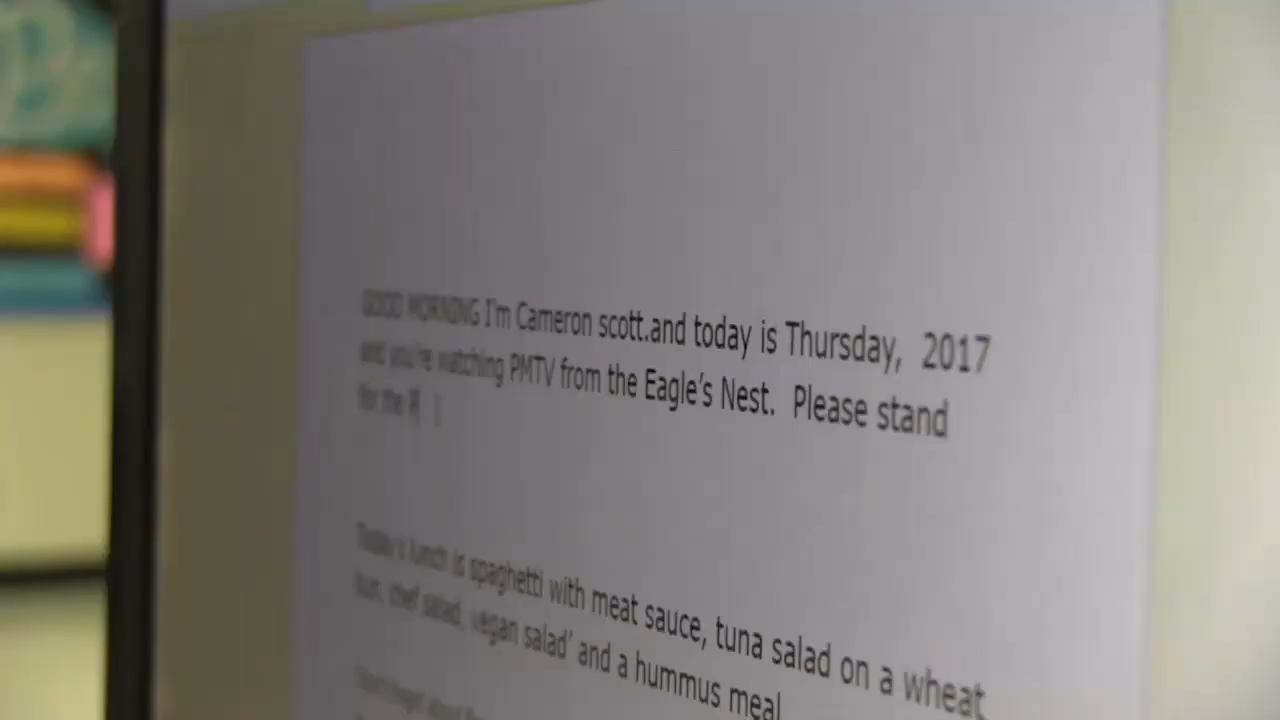 GOOD MORNING I'm Cameron scott.and today is Thursday,  2017
and you're watching PMTV from the Eagle's Nest.  Please stand
for the
Today's lunch is spaghetti with meat sauce, tuna salad on a wheat
bun, chef salad, vegan salad' and a hummus meal